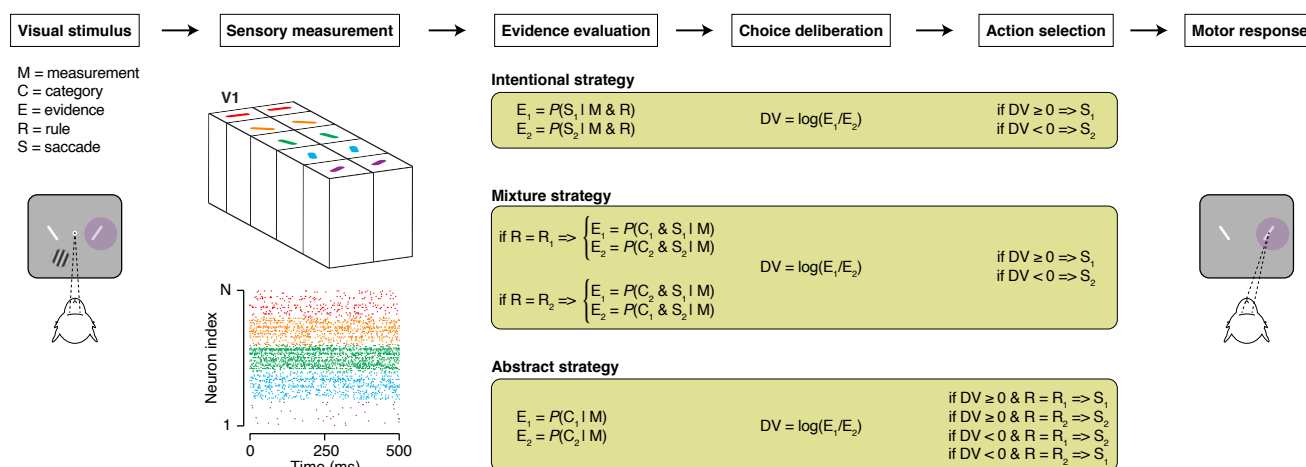 Visual stimulus
Sensory measurement
Evidence evaluation
Choice deliberation
Action selection
Motor response
M = measurement
C = category
E = evidence
R = rule
S = saccade
V1
N
Neuron index
1
0
250
500
Time (ms)
Intentional strategy
E₁ = P(S₁ | M & R)
E₂ = P(S₂ | M & R)
DV = log(E₁/E₂)
if DV ≥ 0 => S₁
if DV < 0 => S₂
Mixture strategy
if R = R₁ =>
E₁ = P(C₁ & S₁ | M)
E₂ = P(C₂ & S₂ | M)
if R = R₂ =>
E₁ = P(C₂ & S₁ | M)
E₂ = P(C₁ & S₂ | M)
DV = log(E₁/E₂)
if DV ≥ 0 => S₁
if DV < 0 => S₂
Abstract strategy
E₁ = P(C₁ | M)
E₂ = P(C₂ | M)
DV = log(E₁/E₂)
if DV ≥ 0 & R = R₁ => S₁
if DV ≥ 0 & R = R₂ => S₂
if DV < 0 & R = R₁ => S₂
if DV < 0 & R = R₂ => S₁